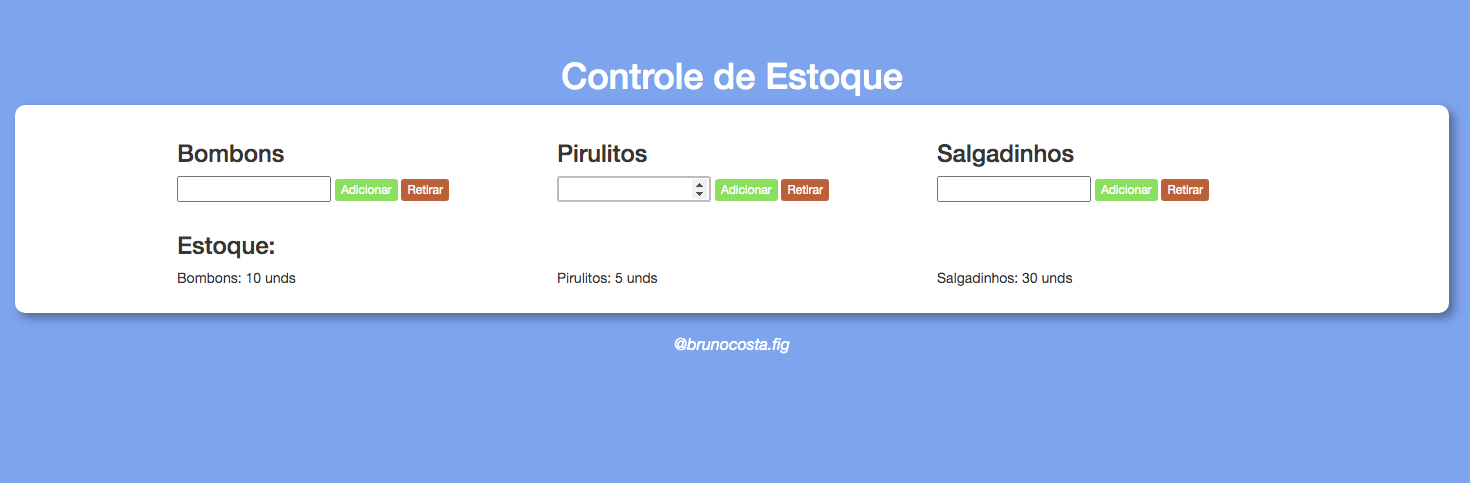 Controle de Estoque
Bombons
Adicionar Retirar
Pirulitos
Adicionar Retirar
Salgadinhos
Adicionar Retirar
Estoque:
Bombons: 10 unds
Pirulitos: 5 unds
Salgadinhos: 30 unds
@brunocosta.fig